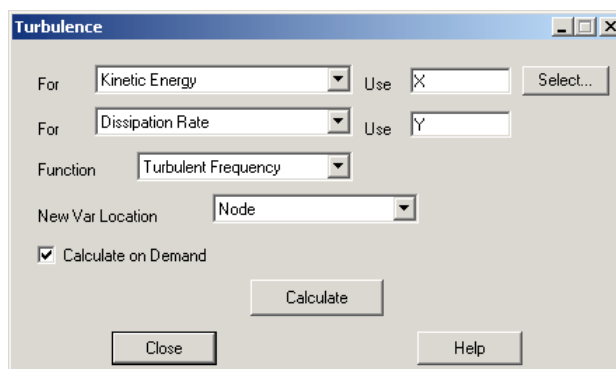 Turbulence
For Kinetic Energy Use X Select...
For Dissipation Rate Use Y
Function Turbulent Frequency
New Var Location Node
Calculate on Demand
Calculate
Close Help